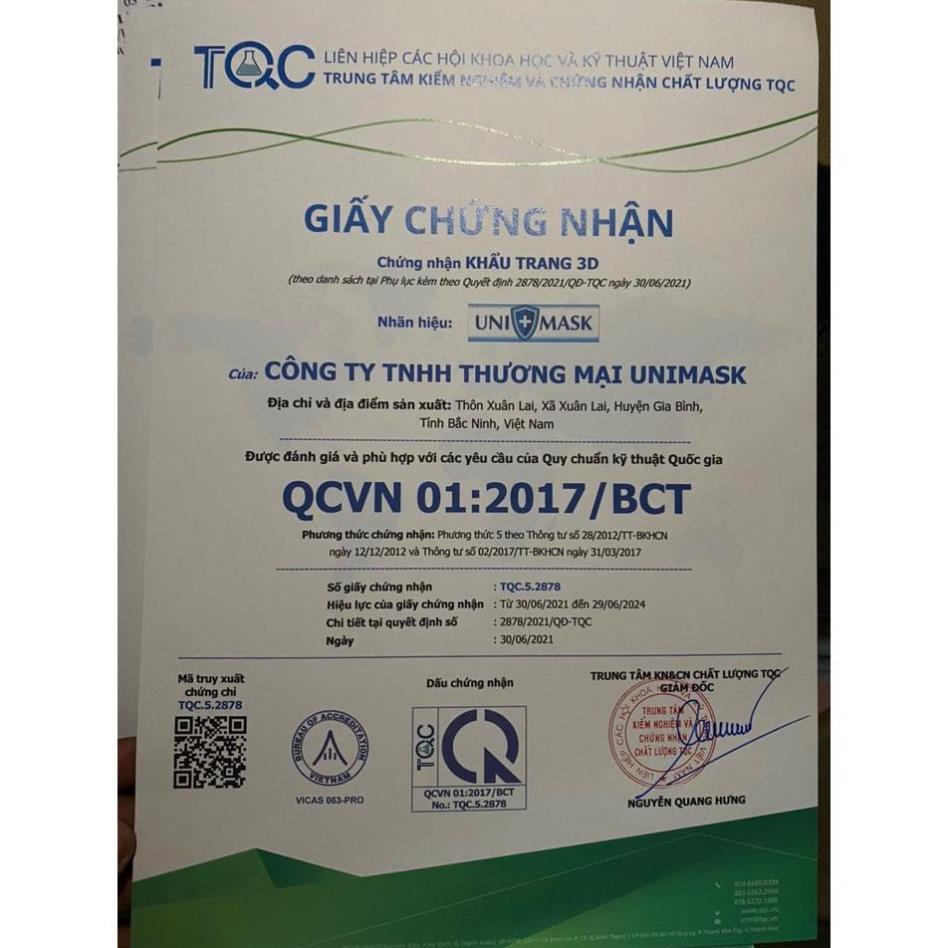 TQC LIÊN HIỆP CÁC HỘI KHOA HỌC VÀ KỸ THUẬT VIỆT NAM
TRUNG TÂM KIỂM NGHIỆM VÀ CHỨNG NHẬN CHẤT LƯỢNG TQC
GIẤY CHỨNG NHẬN
Chứng nhận KHẨU TRANG 3D
(theo danh sách tại Phụ lục kèm theo Quyết định 2878/2021/QĐ-TQC ngày 30/06/2021)
Nhãn hiệu: UNI MASK
Của: CÔNG TY TNHH THƯƠNG MẠI UNIMASK
Địa chỉ và địa điểm sản xuất: Thôn Xuân Lai, Xã Xuân Lai, Huyện Gia Bình,
Tỉnh Bắc Ninh, Việt Nam
Được đánh giá và phù hợp với các yêu cầu của Quy chuẩn kỹ thuật Quốc gia
QCVN 01:2017/BCT
Phương thức chứng nhận: Phương thức 5 theo Thông tư số 28/2012/TT-BKHCN
ngày 12/12/2012 và Thông tư số 02/2017/TT-BKHCN ngày 31/03/2017
Số giấy chứng nhận : TQC.5.2878
Hiệu lực của giấy chứng nhận : Từ 30/06/2021 đến 29/06/2024
Chi tiết tại quyết định số : 2878/2021/QĐ-TQC
Ngày : 30/06/2021
Mã truy xuất
chứng chỉ
TQC.5.2878
BUREAU OF ACCREDITATION
VIETNAM
VICAS 063-PRO
Dấu chứng nhận
TQC
QCVN 01:2017/BCT
No.: TQC.5.2878
TRUNG TÂM KN&CN CHẤT LƯỢNG TQC
GIÁM ĐỐC
TRUNG TÂM
KIỂM NGHIỆM VÀ
CHỨNG NHẬN
CHẤT LƯỢNG TQC
NGUYỄN QUANG HƯNG
www.tqc.vn
info@tqc.vn